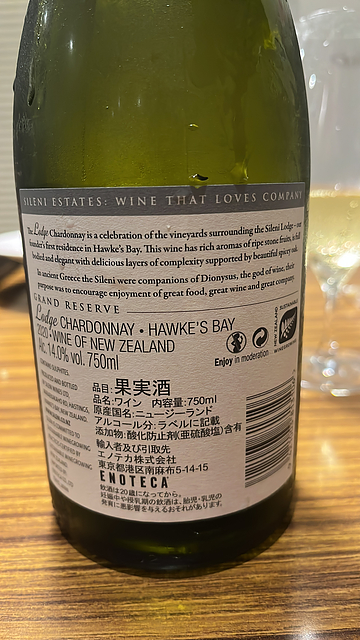 SILENI ESTATES: WINE THAT LOVES COMPANY
The Lodge Chardonnay is a celebration of the vineyards surrounding the Sileni Lodge - our
founder's first residence in Hawke's Bay. This wine has rich aromas of ripe stone fruits, is full
bodied and elegant with delicious layers of complexity supported by beautiful spicy oak.
In ancient Greece the Sileni were companions of Dionysus, the god of wine, their
purpose was to encourage enjoyment of great food, great wine and great company.
GRAND RESERVE
Lodge CHARDONNAY • HAWKE'S BAY
2020 • WINE OF NEW ZEALAND
Alc. 14.0% vol. 750ml
Enjoy in moderation
SUSTAINABLE
NEW ZEALAND
WINEGROWING
CONTAINS SULPHITES.
品目:果実酒
品名:ワイン 内容量:750ml
原産国名:ニュージーランド
アルコール分:ラベルに記載
添加物:酸化防止剤(亜硫酸塩)含有
輸入者及び引取先
エノテカ株式会社
東京都港区南麻布5-14-15
ENOTECA
飲酒は20歳になってから。
妊娠中や授乳期の飲酒は、胎児・乳児の
発育に悪影響を与えるおそれがあります。